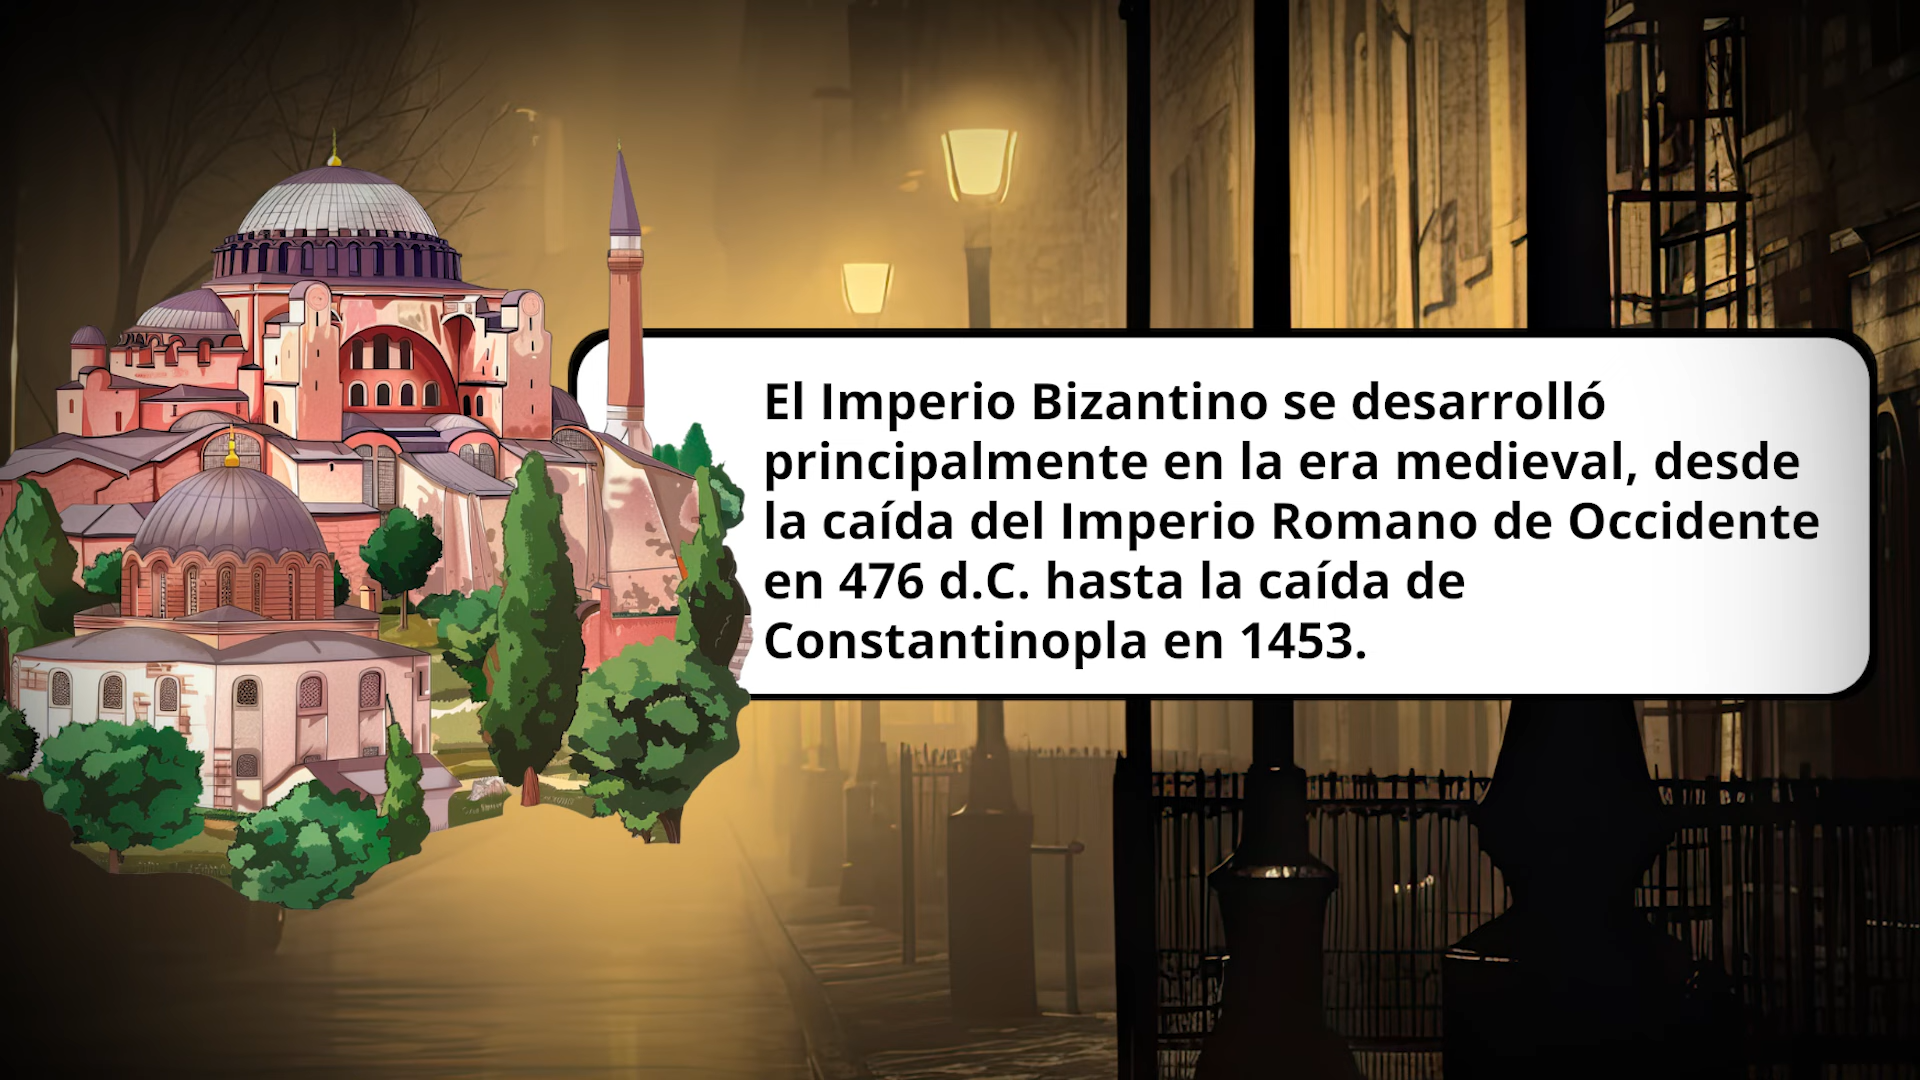 El Imperio Bizantino se desarrolló
principalmente en la era medieval, desde
la caída del Imperio Romano de Occidente
en 476 d.C. hasta la caída de
Constantinopla en 1453.